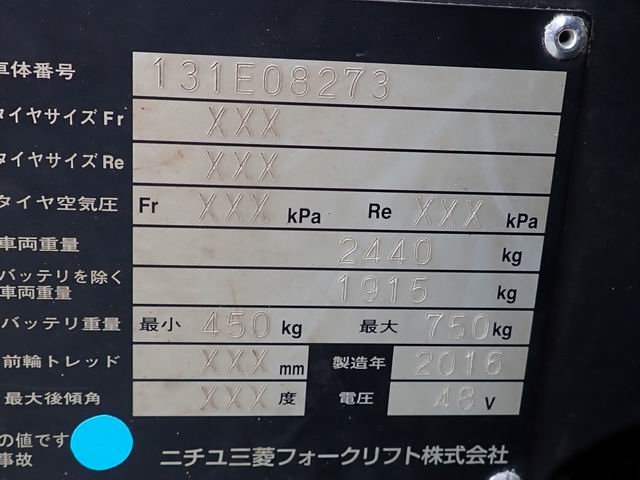 車体番号 131E08273
タイヤサイズ Fr XXX
タイヤサイズ Re XXX
タイヤ空気圧 Fr XXX kPa Re XXX kPa
車両重量 2440 kg
バッテリを除く
車両重量 1915 kg
バッテリ重量 最小 450 kg 最大 750 kg
前輪トレッド XXX mm 製造年 2016
最大後傾角 XXX 度 電圧 48 V
の値です
事故
ニチユ三菱フォークリフト株式会社